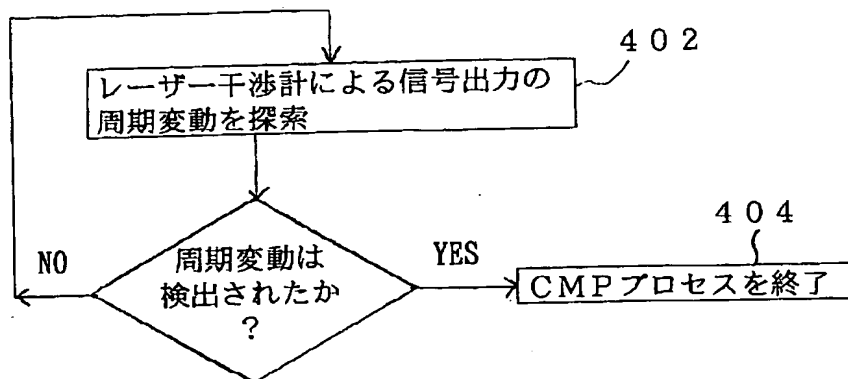 402
レーザー干渉計による信号出力の
周期変動を探索
404
NO
周期変動は
検出されたか
?
YES
CMPプロセスを終了